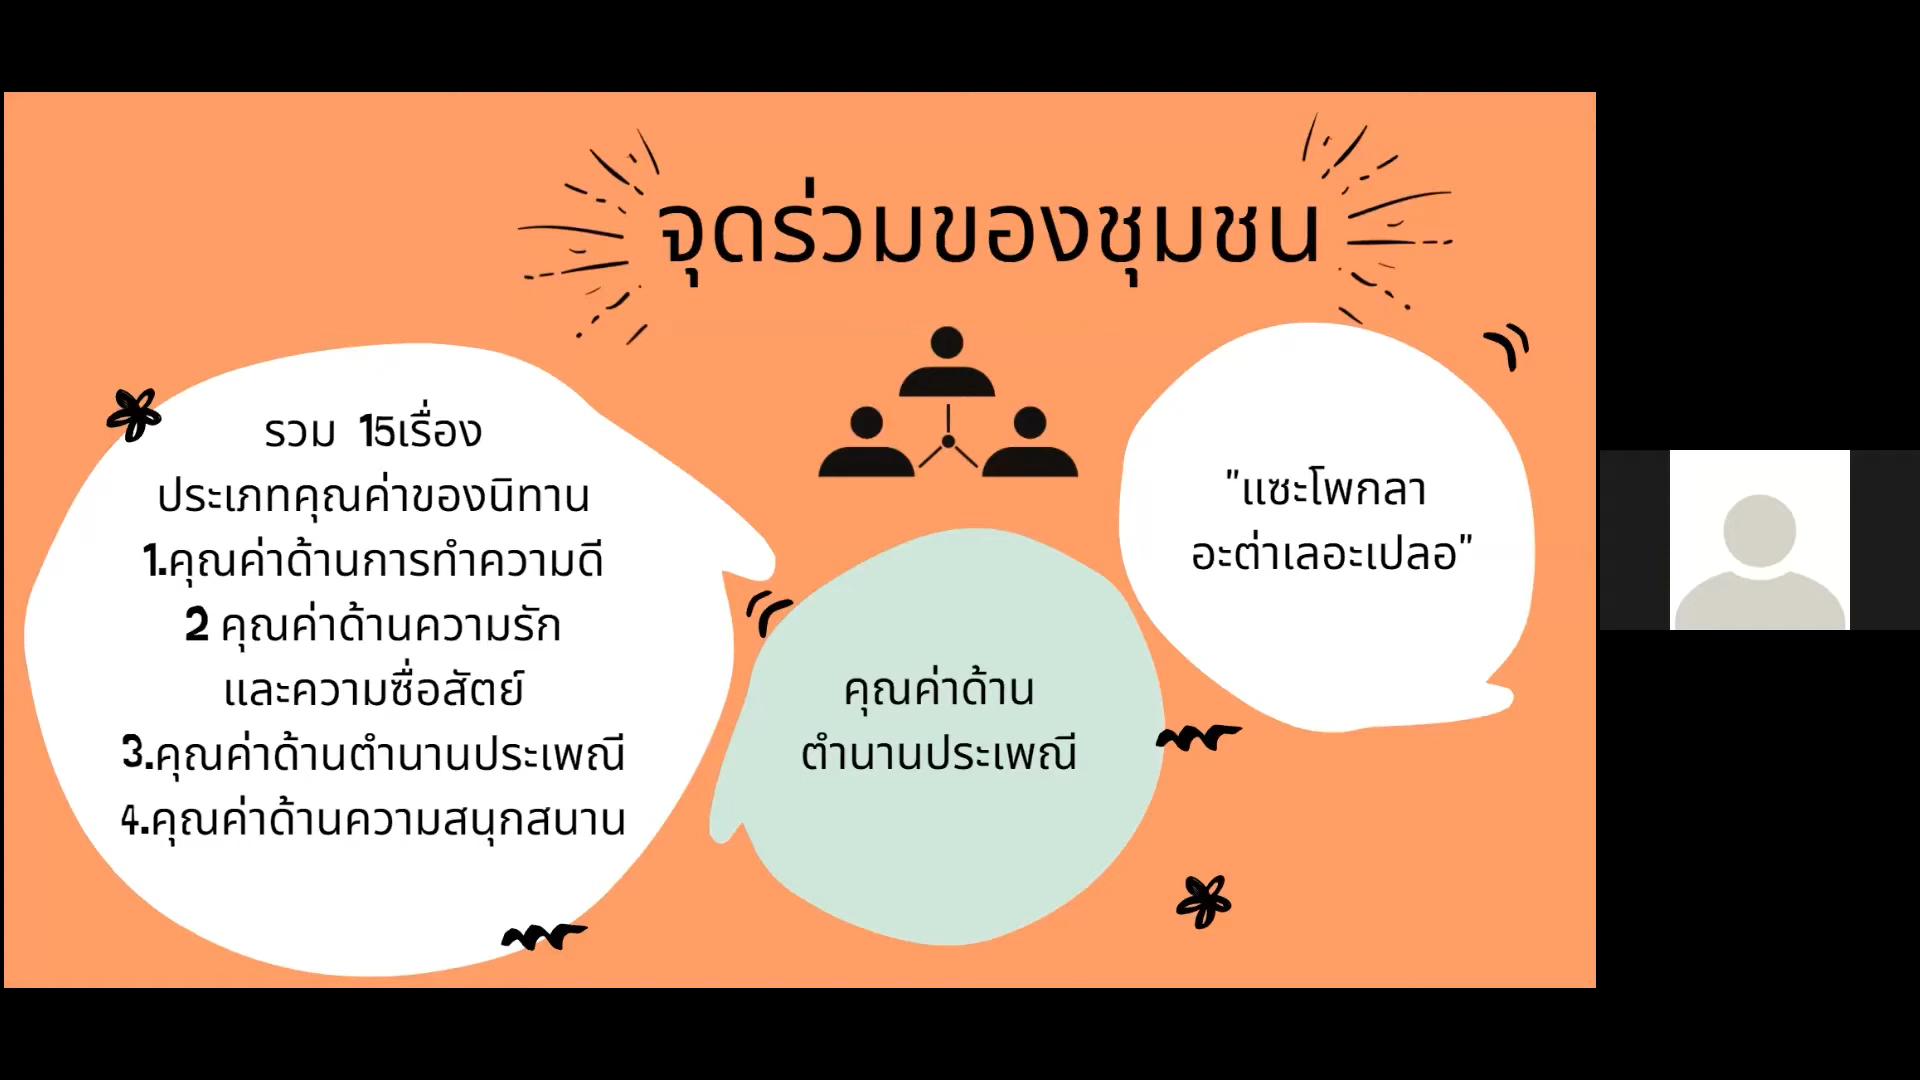 จุดร่วมของชุมชน
รวม 15เรื่อง
ประเภทคุณค่าของนิทาน
1.คุณค่าด้านการทำความดี
2 คุณค่าด้านความรัก
และความซื่อสัตย์
3.คุณค่าด้านตำนานประเพณี
4.คุณค่าด้านความสนุกสนาน
คุณค่าด้าน
ตำนานประเพณี
"แซะโพกลา
อะต่าเลอะเปลอ"